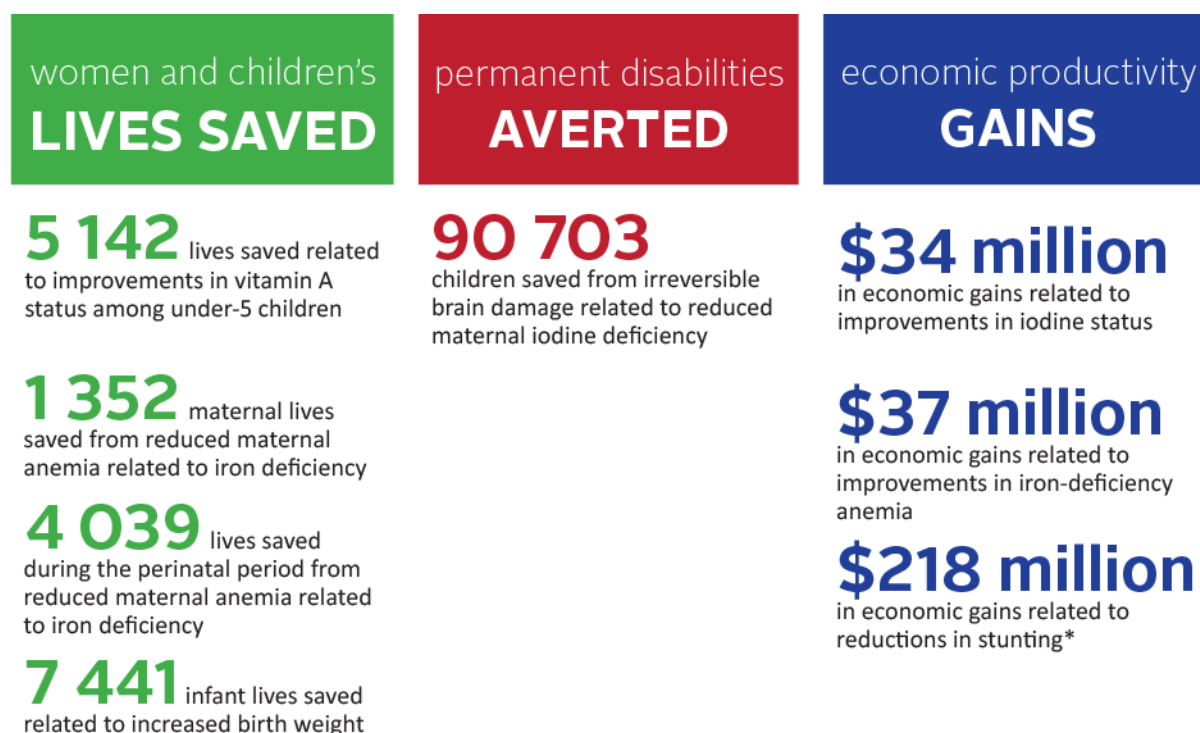 women and children's
LIVES SAVED
5 142 lives saved related
to improvements in vitamin A
status among under-5 children
1 352 maternal lives
saved from reduced maternal
anemia related to iron deficiency
4 039 lives saved
during the perinatal period from
reduced maternal anemia related
to iron deficiency
7 441 infant lives saved
related to increased birth weight
permanent disabilities
AVERTED
90 703
children saved from irreversible
brain damage related to reduced
maternal iodine deficiency
economic productivity
GAINS
$34 million
in economic gains related to
improvements in iodine status
$37 million
in economic gains related to
improvements in iron-deficiency
anemia
$218 million
in economic gains related to
reductions in stunting*